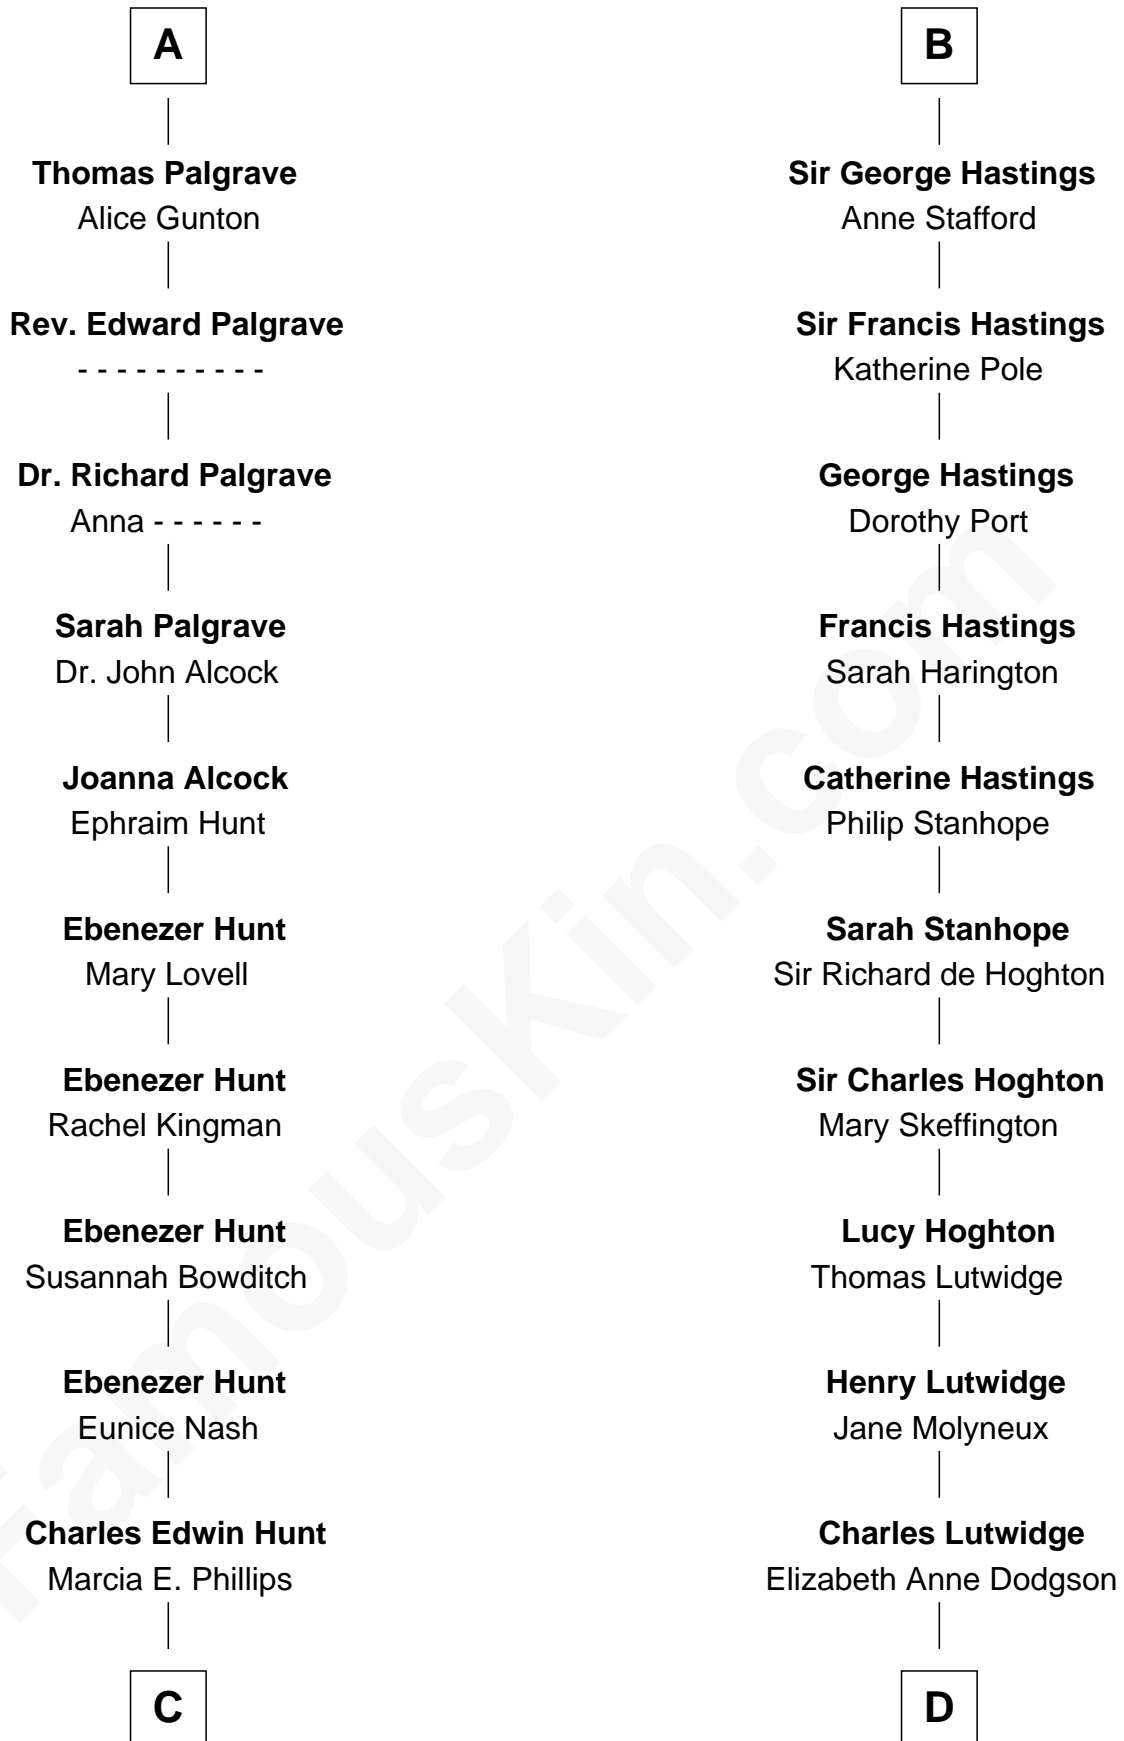 A
Thomas Palgrave
Alice Gunton
Rev. Edward Palgrave
- - - - - - - - - -
Dr. Richard Palgrave
Anna - - - - - -
Sarah Palgrave
Dr. John Alcock
Joanna Alcock
Ephraim Hunt
Ebenezer Hunt
Mary Lovell
Ebenezer Hunt
Rachel Kingman
Ebenezer Hunt
Susannah Bowditch
Ebenezer Hunt
Eunice Nash
Charles Edwin Hunt
Marcia E. Phillips
C
B
Sir George Hastings
Anne Stafford
Sir Francis Hastings
Katherine Pole
George Hastings
Dorothy Port
Francis Hastings
Sarah Harington
Catherine Hastings
Philip Stanhope
Sarah Stanhope
Sir Richard de Hoghton
Sir Charles Hoghton
Mary Skeffington
Lucy Hoghton
Thomas Lutwidge
Henry Lutwidge
Jane Molyneux
Charles Lutwidge
Elizabeth Anne Dodgson
D
FamousKin.com